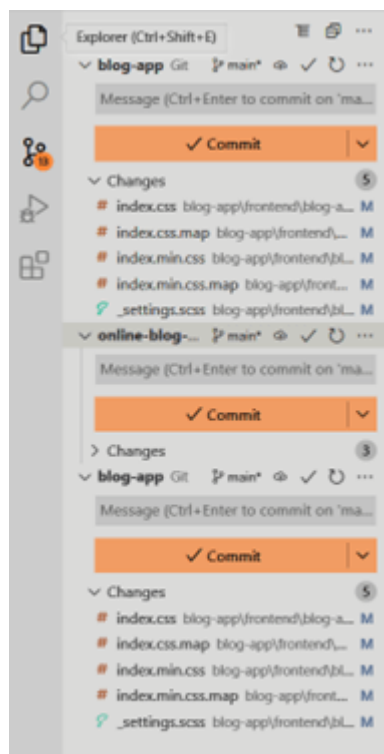 Explorer (Ctrl+Shift+E)
blog-app Git main*
Message (Ctrl+Enter to commit on 'ma...
Commit
Changes 5
# index.css blog-app\frontend\blog-a... M
# index.css.map blog-app\frontend\... M
# index.min.css blog-app\frontend\bl... M
# index.min.css.map blog-app\front... M
_settings.scss blog-app\frontend\bl... M
online-blog-... main*
Message (Ctrl+Enter to commit on 'ma...
Commit
Changes 3
blog-app Git main*
Message (Ctrl+Enter to commit on 'ma...
Commit
Changes 5
# index.css blog-app\frontend\blog-a... M
# index.css.map blog-app\frontend\... M
# index.min.css blog-app\frontend\bl... M
# index.min.css.map blog-app\front... M
_settings.scss blog-app\frontend\bl... M